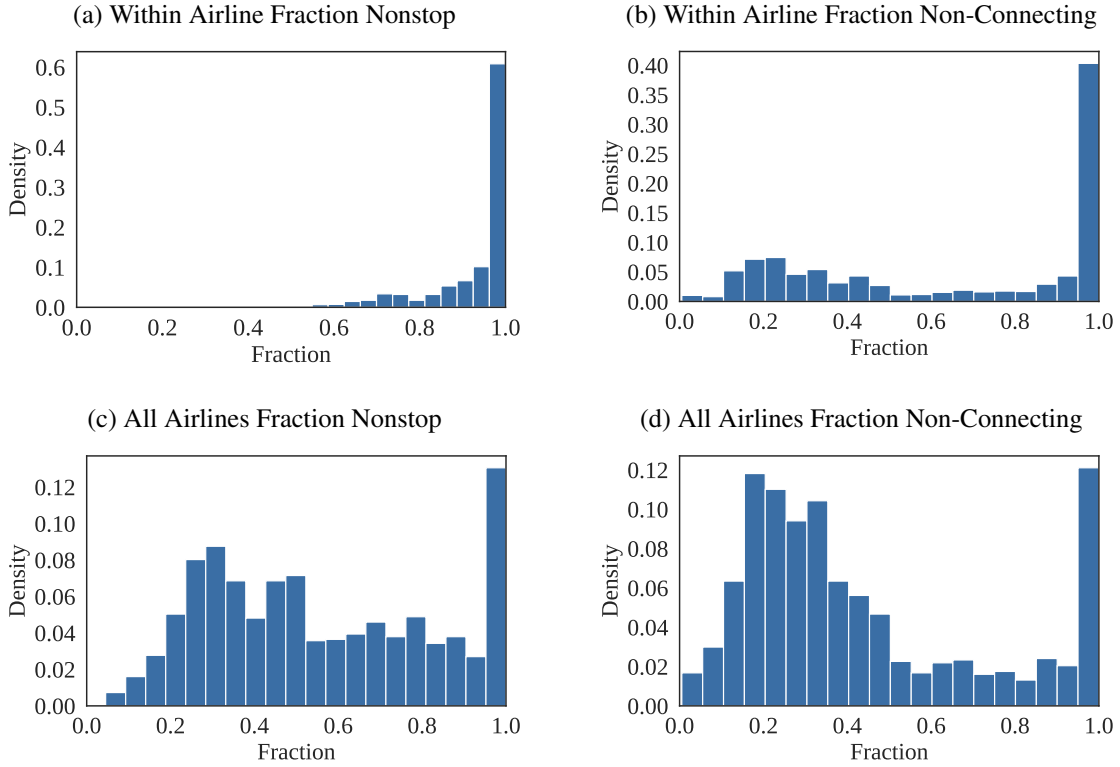 (a) Within Airline Fraction Nonstop
0.6
0.5
0.4
0.3
0.2
0.1
0.0
Density
0.0 0.2 0.4 0.6 0.8 1.0
Fraction
(b) Within Airline Fraction Non-Connecting
0.40
0.35
0.30
0.25
0.20
0.15
0.10
0.05
0.00
Density
0.0 0.2 0.4 0.6 0.8 1.0
Fraction
(c) All Airlines Fraction Nonstop
0.12
0.10
0.08
0.06
0.04
0.02
0.00
Density
0.0 0.2 0.4 0.6 0.8 1.0
Fraction
(d) All Airlines Fraction Non-Connecting
0.12
0.10
0.08
0.06
0.04
0.02
0.00
Density
0.0 0.2 0.4 0.6 0.8 1.0
Fraction